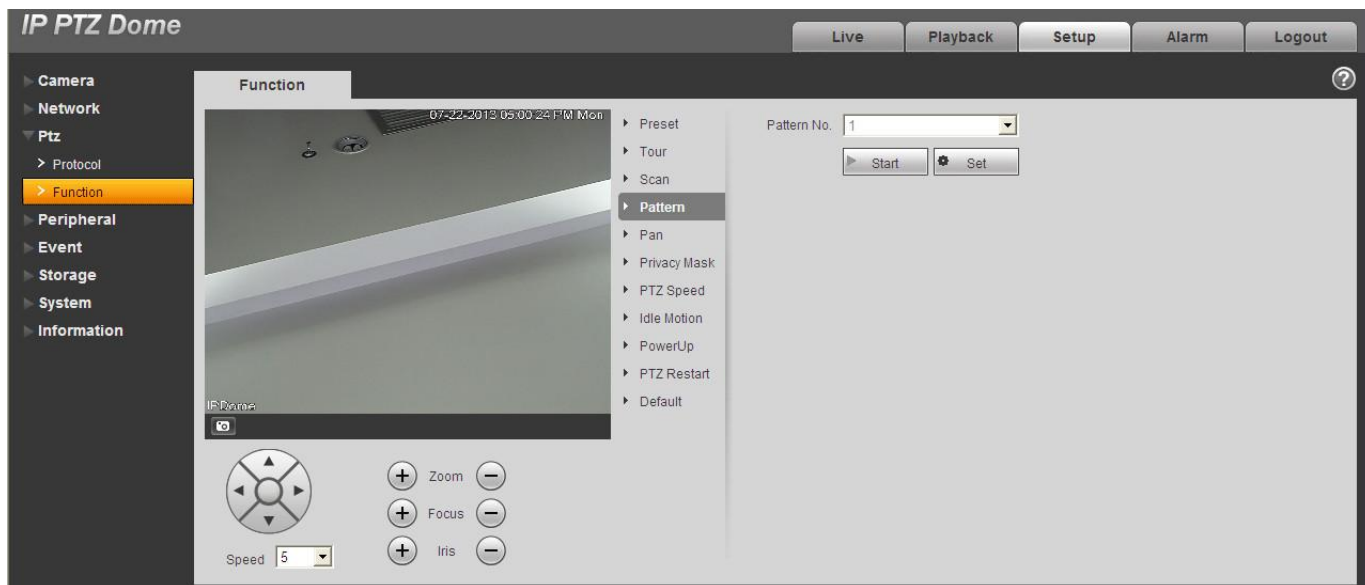 IP PTZ Dome
Live Playback Setup Alarm Logout
Camera
Network
Ptz
Protocol
Function
Peripheral
Event
Storage
System
Information
Function
?
07-22-2013 05:00:24 PM Mon
IP Dome
Preset
Tour
Scan
Pattern
Pan
Privacy Mask
PTZ Speed
Idle Motion
PowerUp
PTZ Restart
Default
Pattern No. 1
Start Set
Zoom
Focus
Iris
Speed 5